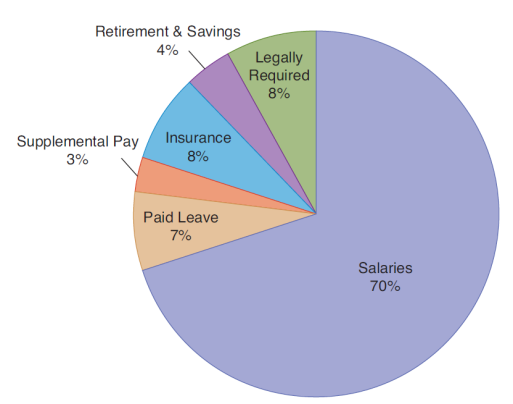 Retirement & Savings
4%
Legally
Required
8%
Insurance
8%
Supplemental Pay
3%
Paid Leave
7%
Salaries
70%